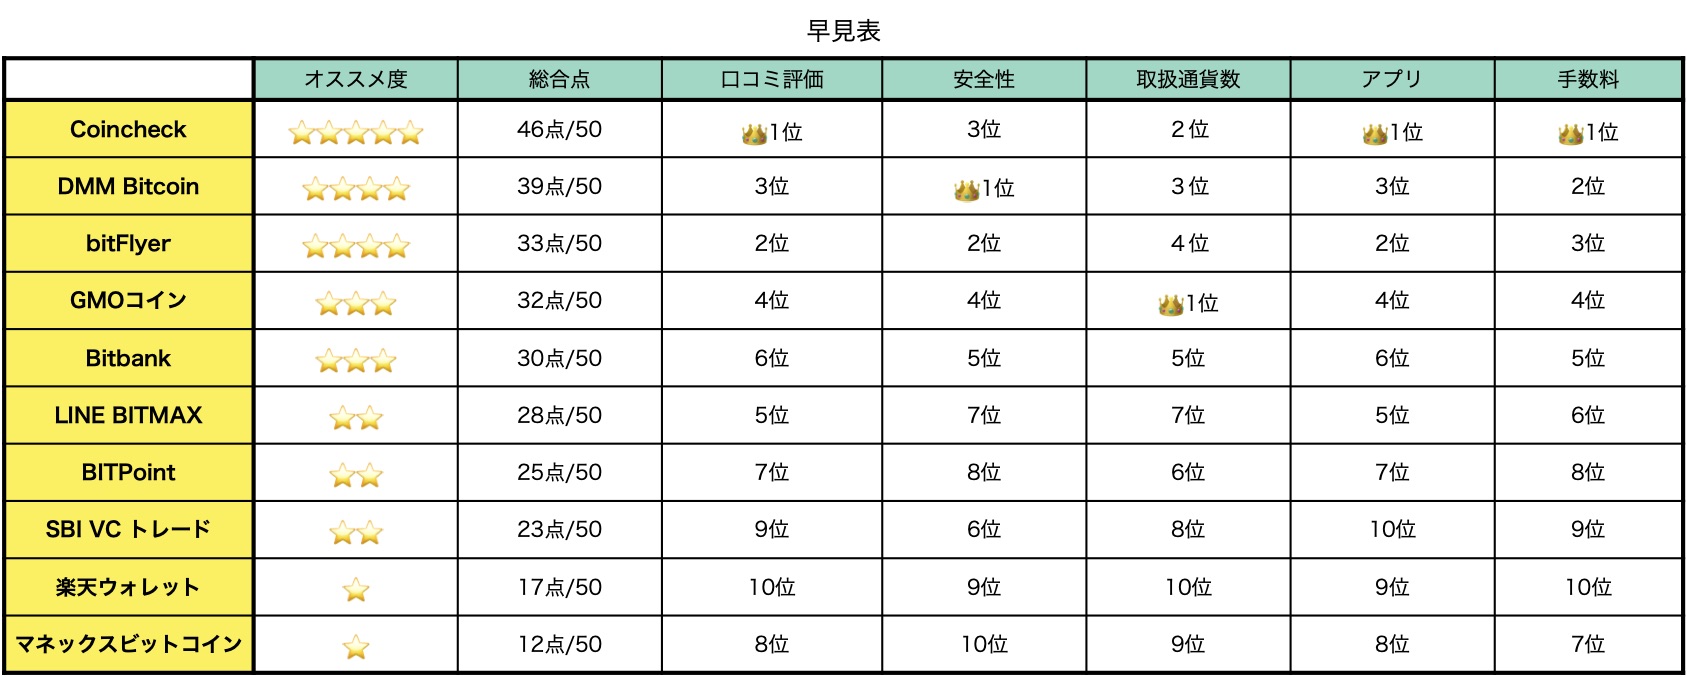 早見表
オススメ度 総合点 口コミ評価 安全性 取扱通貨数 アプリ 手数料
Coincheck ⭐⭐⭐⭐⭐ 46点/50 👑1位 3位 2位 👑1位 👑1位
DMM Bitcoin ⭐⭐⭐⭐ 39点/50 3位 👑1位 3位 3位 2位
bitFlyer ⭐⭐⭐⭐ 33点/50 2位 2位 4位 2位 3位
GMOコイン ⭐⭐⭐ 32点/50 4位 4位 👑1位 4位 4位
Bitbank ⭐⭐⭐ 30点/50 6位 5位 5位 6位 5位
LINE BITMAX ⭐⭐ 28点/50 5位 7位 7位 5位 6位
BITPoint ⭐⭐ 25点/50 7位 8位 6位 7位 8位
SBI VC トレード ⭐⭐ 23点/50 9位 6位 8位 10位 9位
楽天ウォレット ⭐ 17点/50 10位 9位 10位 9位 10位
マネックスビットコイン ⭐ 12点/50 8位 10位 9位 8位 7位